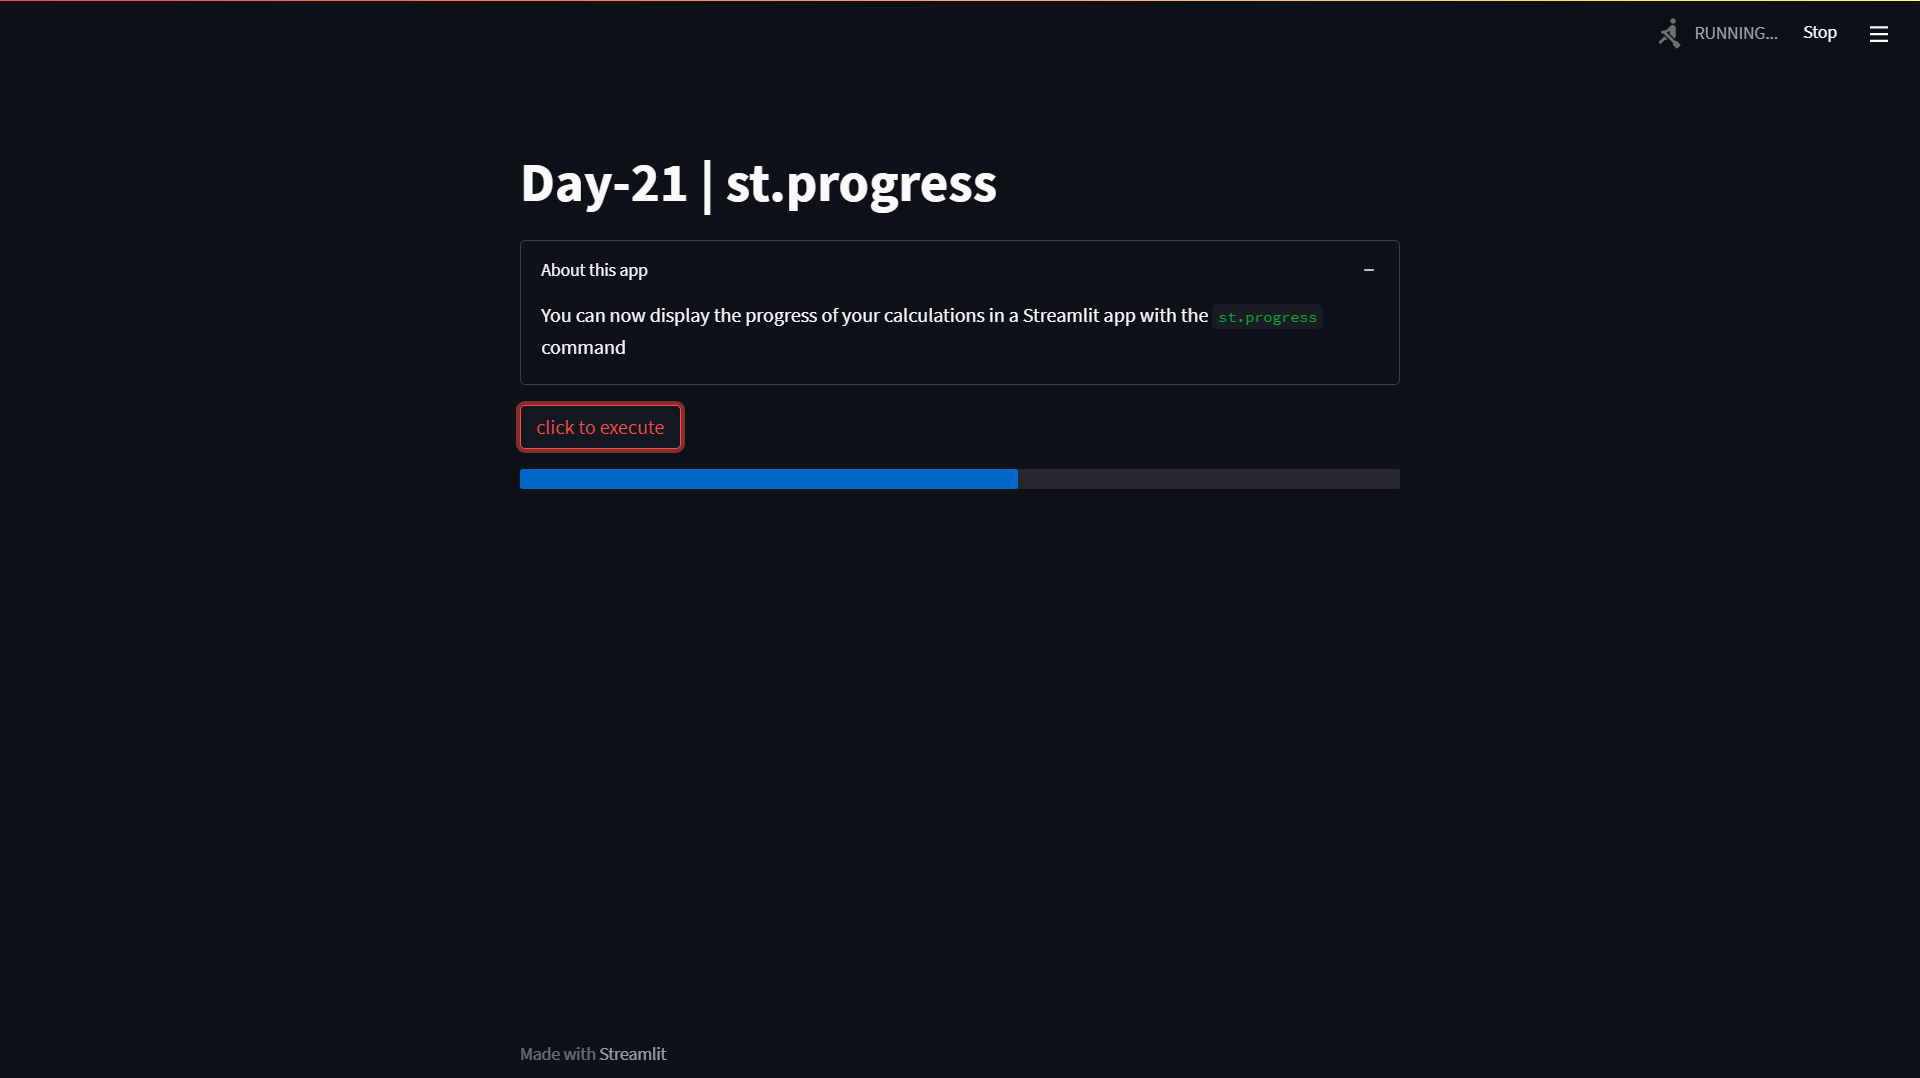 RUNNING...
Stop
Day-21 | st.progress
About this app
You can now display the progress of your calculations in a Streamlit app with the st.progress
command
click to execute
Made with Streamlit